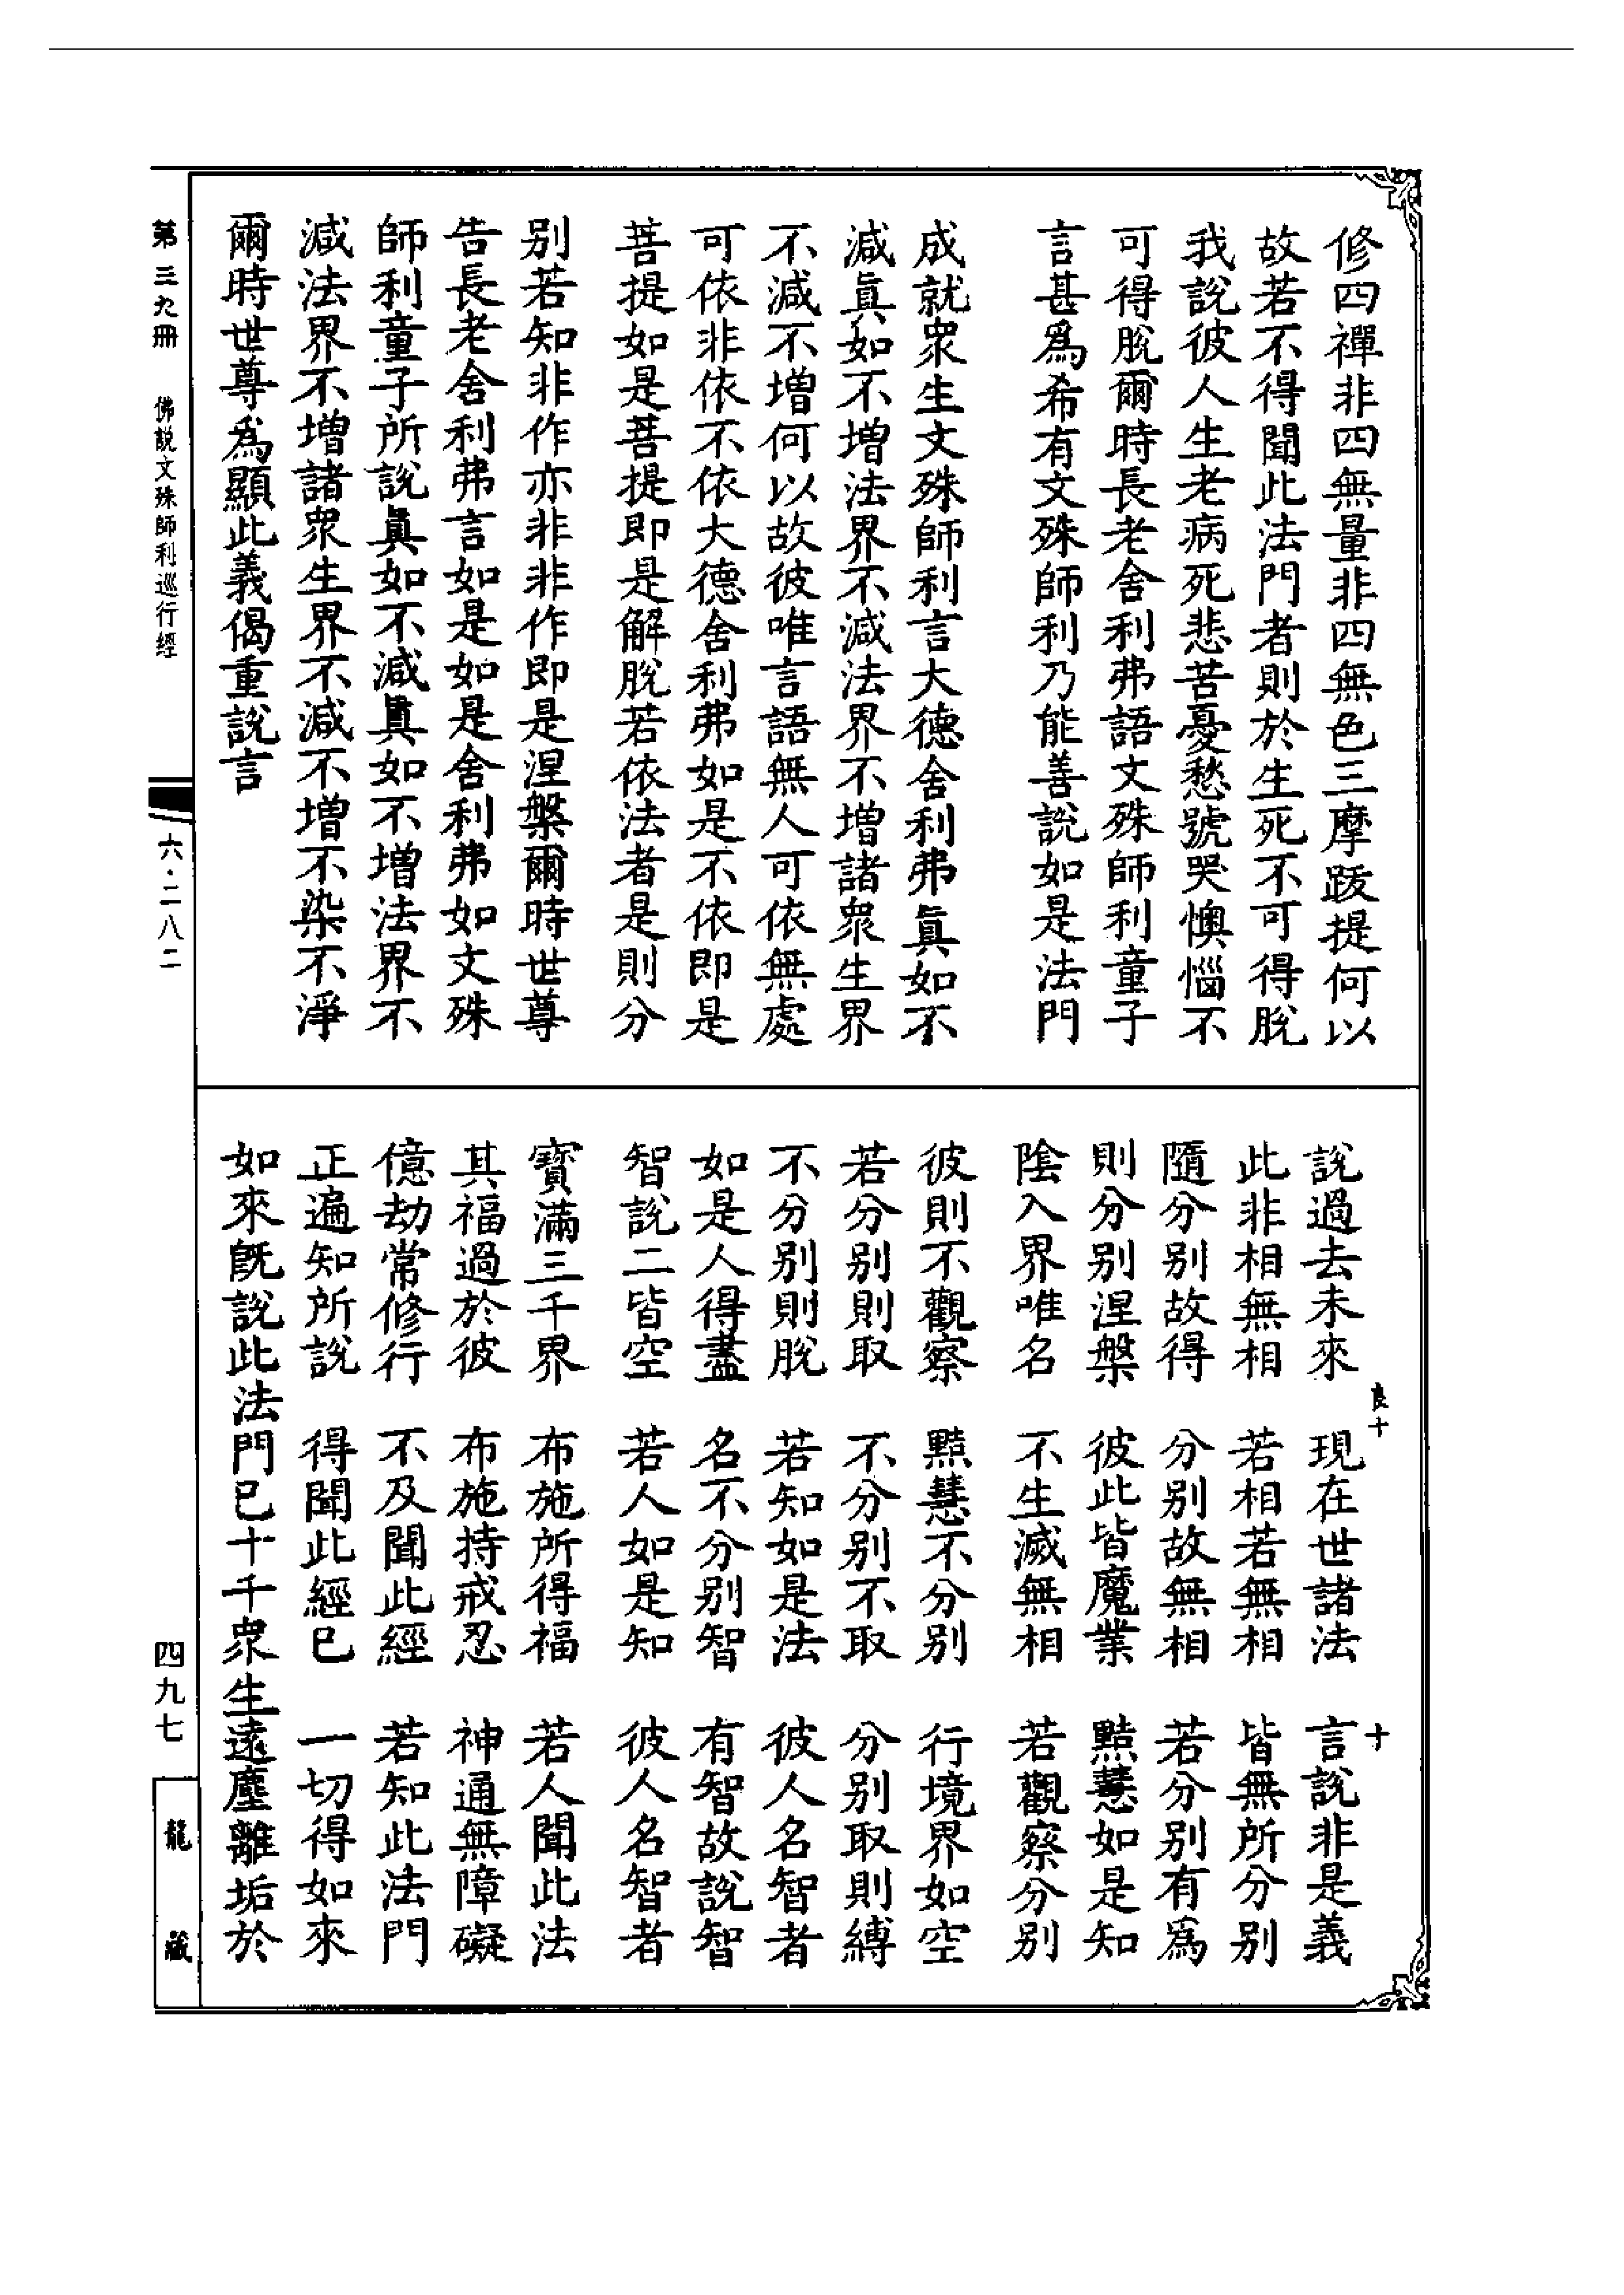 修四禪非四無量非四無色三摩跋提何以
故若不得聞此法門者則於生死不可得脫
我說彼人生老病死悲苦憂愁號哭懊惱不
可得脫爾時長老舍利弗語文殊師利童子
言甚爲希有文殊師利乃能善說如是法門
成就衆生文殊師利言大德舍利弗眞如不
減眞如不增法界不減法界不增諸衆生界
不減不增何以故彼唯言語無人可依無處
可依非依不依大德舍利弗如是不依即是
菩提如是菩提即是解脫若依法者是則分
別若知非作亦非非作即是涅槃爾時世尊
告長老舍利弗言如是如是舍利弗如文殊
師利童子所說眞如不減眞如不增法界不
減法界不增諸衆生界不減不增不染不淨
爾時世尊爲顯此義偈重說言
說過去未來　現在世諸法　言說非是義
此非相無相　若相若無相　皆無所分別
隨分別故得　分別故無相　若分別有爲
則分別涅槃　彼此皆魔業　黠慧如是知
陰入界唯名　不生滅無相　若觀察分別
彼則不觀察　黠慧不分別　行境界如空
若分別則取　不分別不取　分別取則縛
不分別則脫　若知如是法　彼人名智者
如是人得盡　名不分別智　有智故說智
智說二皆空　若人如是知　彼人名智者
寶滿三千界　布施所得福　若人聞此法
其福過於彼　布施持戒忍　神通無障礙
億劫常修行　不及聞此經　若知此法門
正遍知所說　得聞此經已　一切得如來
如來旣說此法門已十千衆生遠塵離垢於
良十
十
第三九冊　佛說文殊師利巡行經
六·二八二
四九七
龍藏